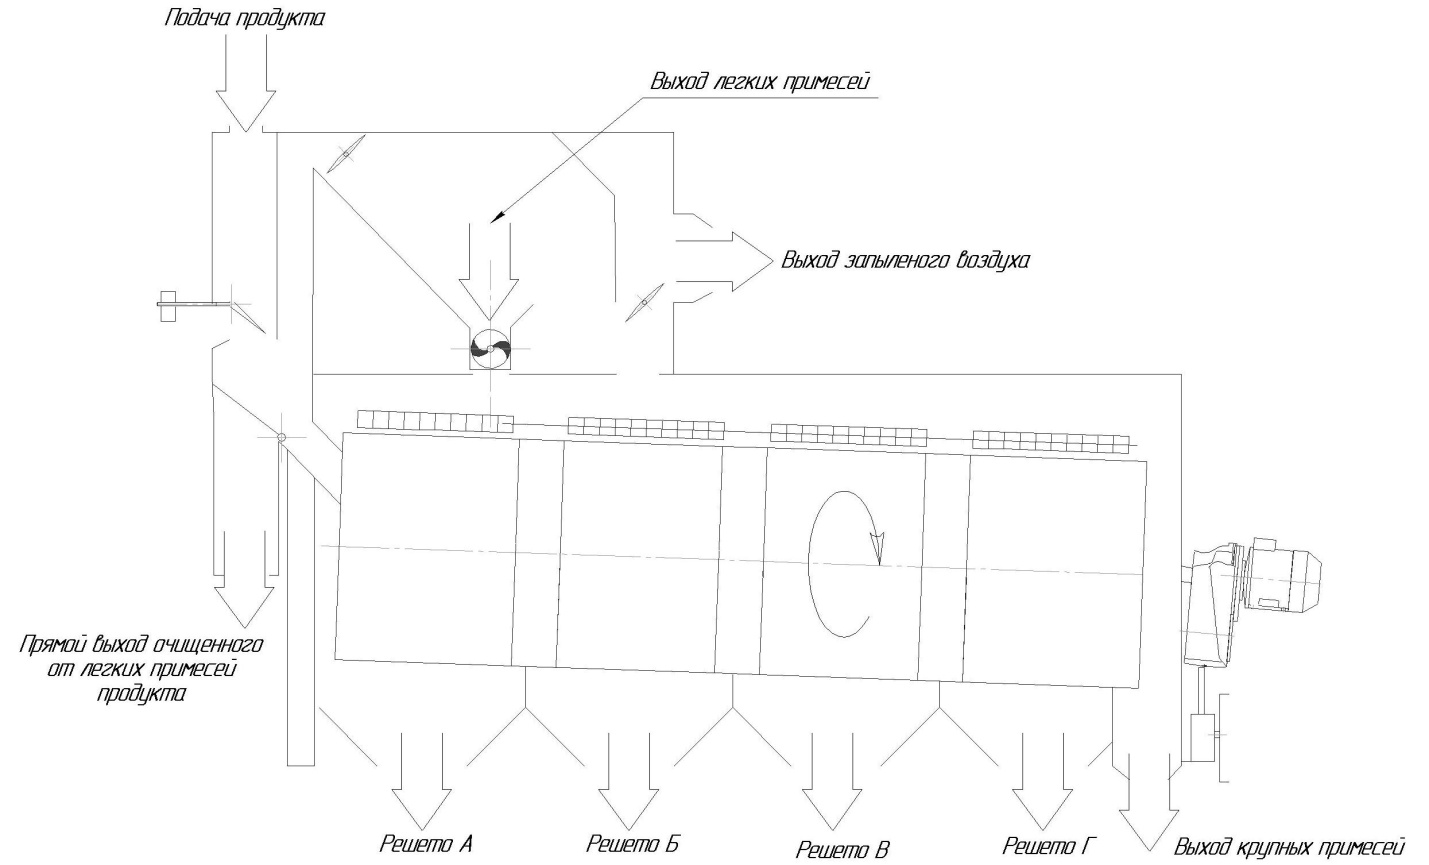 Подача продукта
Выход легких примесей
Выход запыленого воздуха
Прямой выход очищенного
от легких примесей
продукта
Решето А
Решето Б
Решето В
Решето Г
Выход крупных примесей